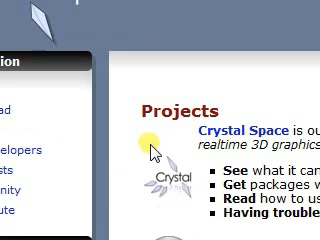 ion
ad
elopers
sts
nity
ute
Projects
Crystal Space is ou
realtime 3D graphics
Crystal
See what it can
Get packages w
Read how to us
Having trouble